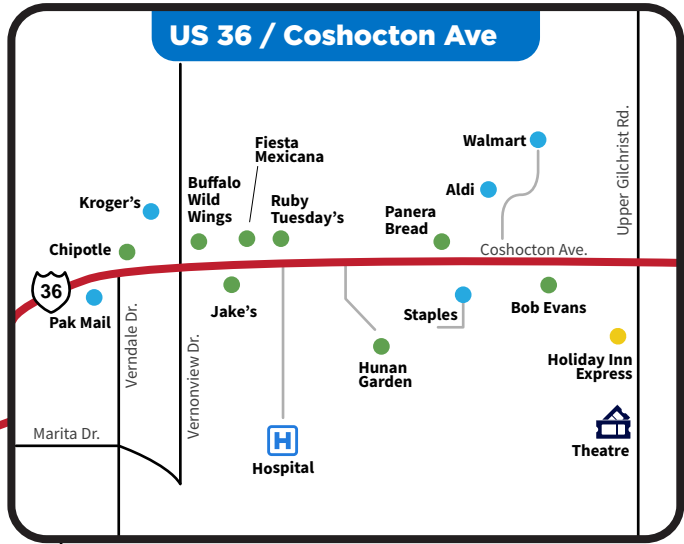 US 36 / Coshocton Ave
Upper Gilchrist Rd.
Fiesta
Mexicana
Walmart
Aldi
Buffalo
Wild
Wings
Kroger's
Ruby
Tuesday's
Panera
Bread
Chipotle
Coshocton Ave.
36
Pak Mail
Jake's
Staples
Bob Evans
Verndale Dr.
Vernonview Dr.
Hunan
Garden
Holiday Inn
Express
Marita Dr.
H
Hospital
Theatre